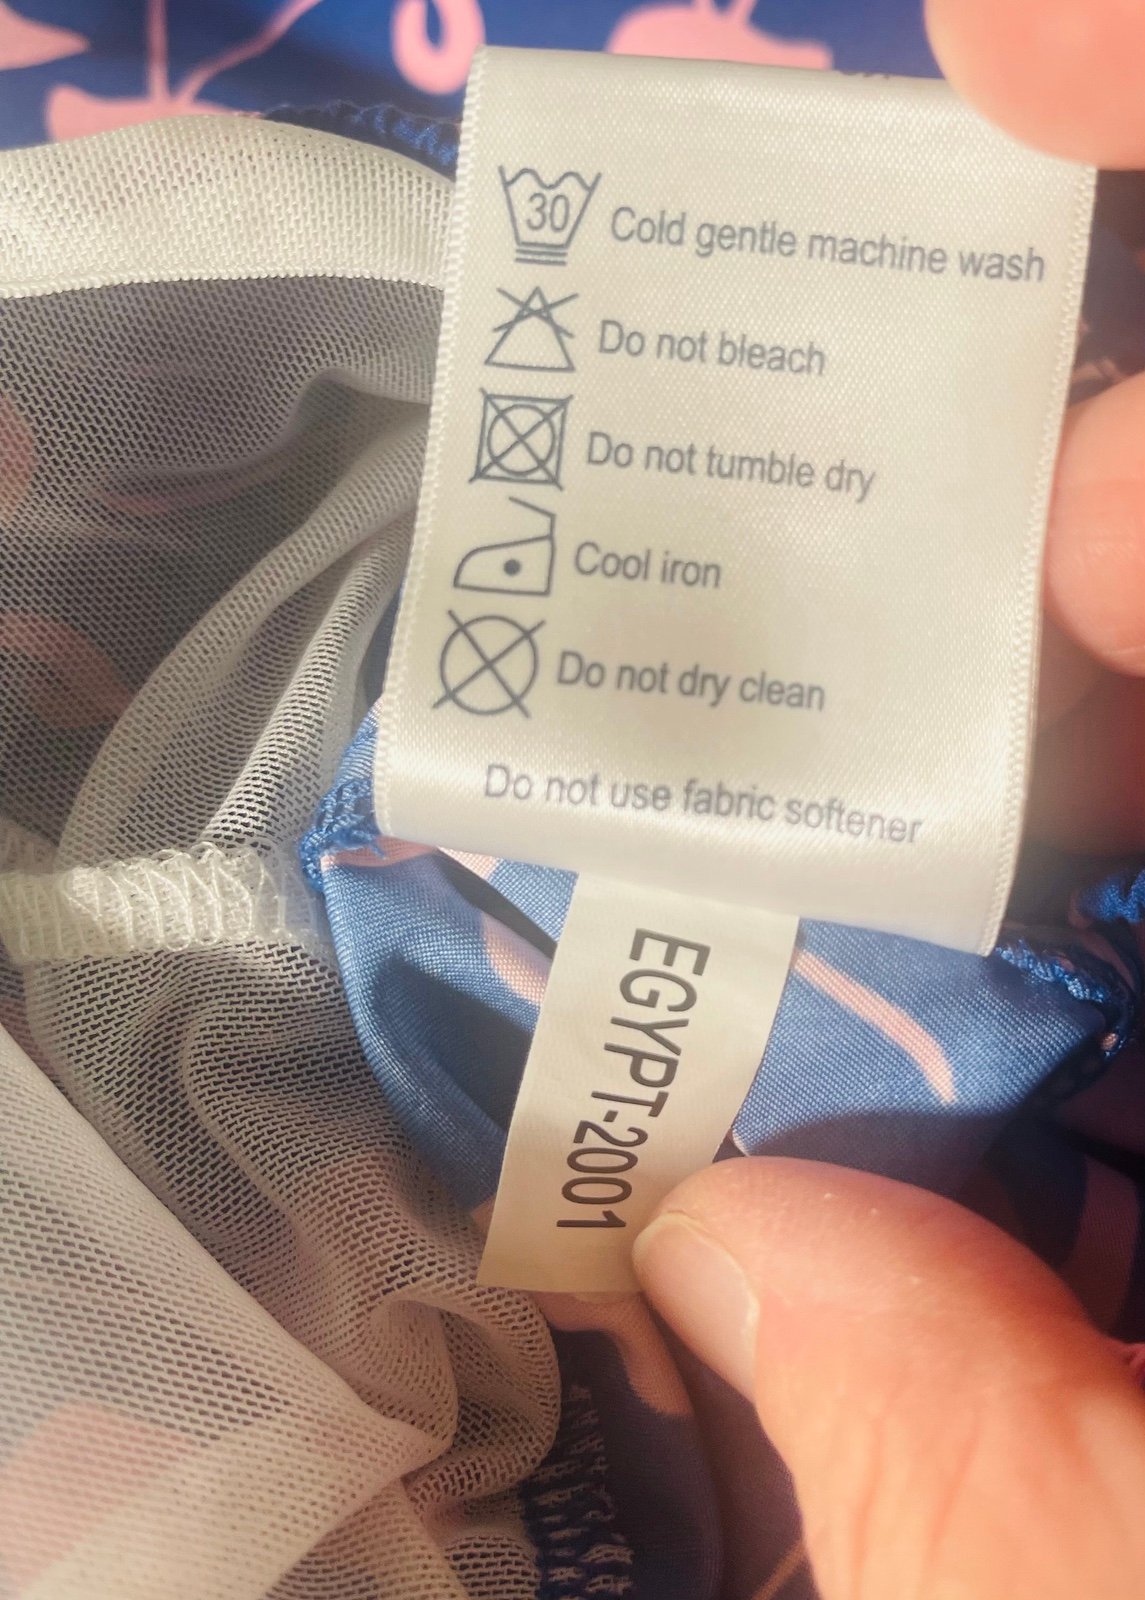 30 Cold gentle machine wash
Do not bleach
Do not tumble dry
Cool iron
Do not dry clean
Do not use fabric softener
EGYPT-2001